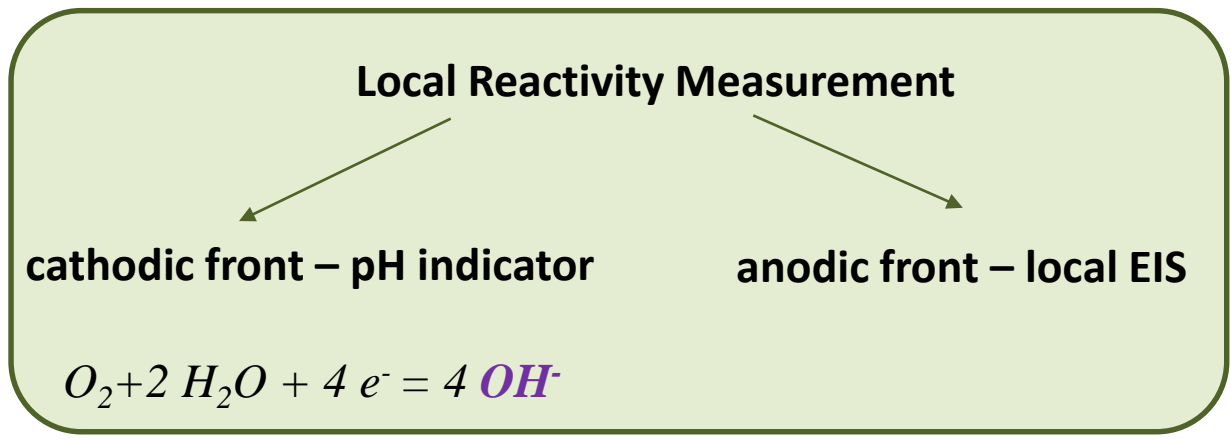 Local Reactivity Measurement
cathodic front – pH indicator
anodic front – local EIS
O₂+2 H₂O + 4 e⁻ = 4 OH⁻